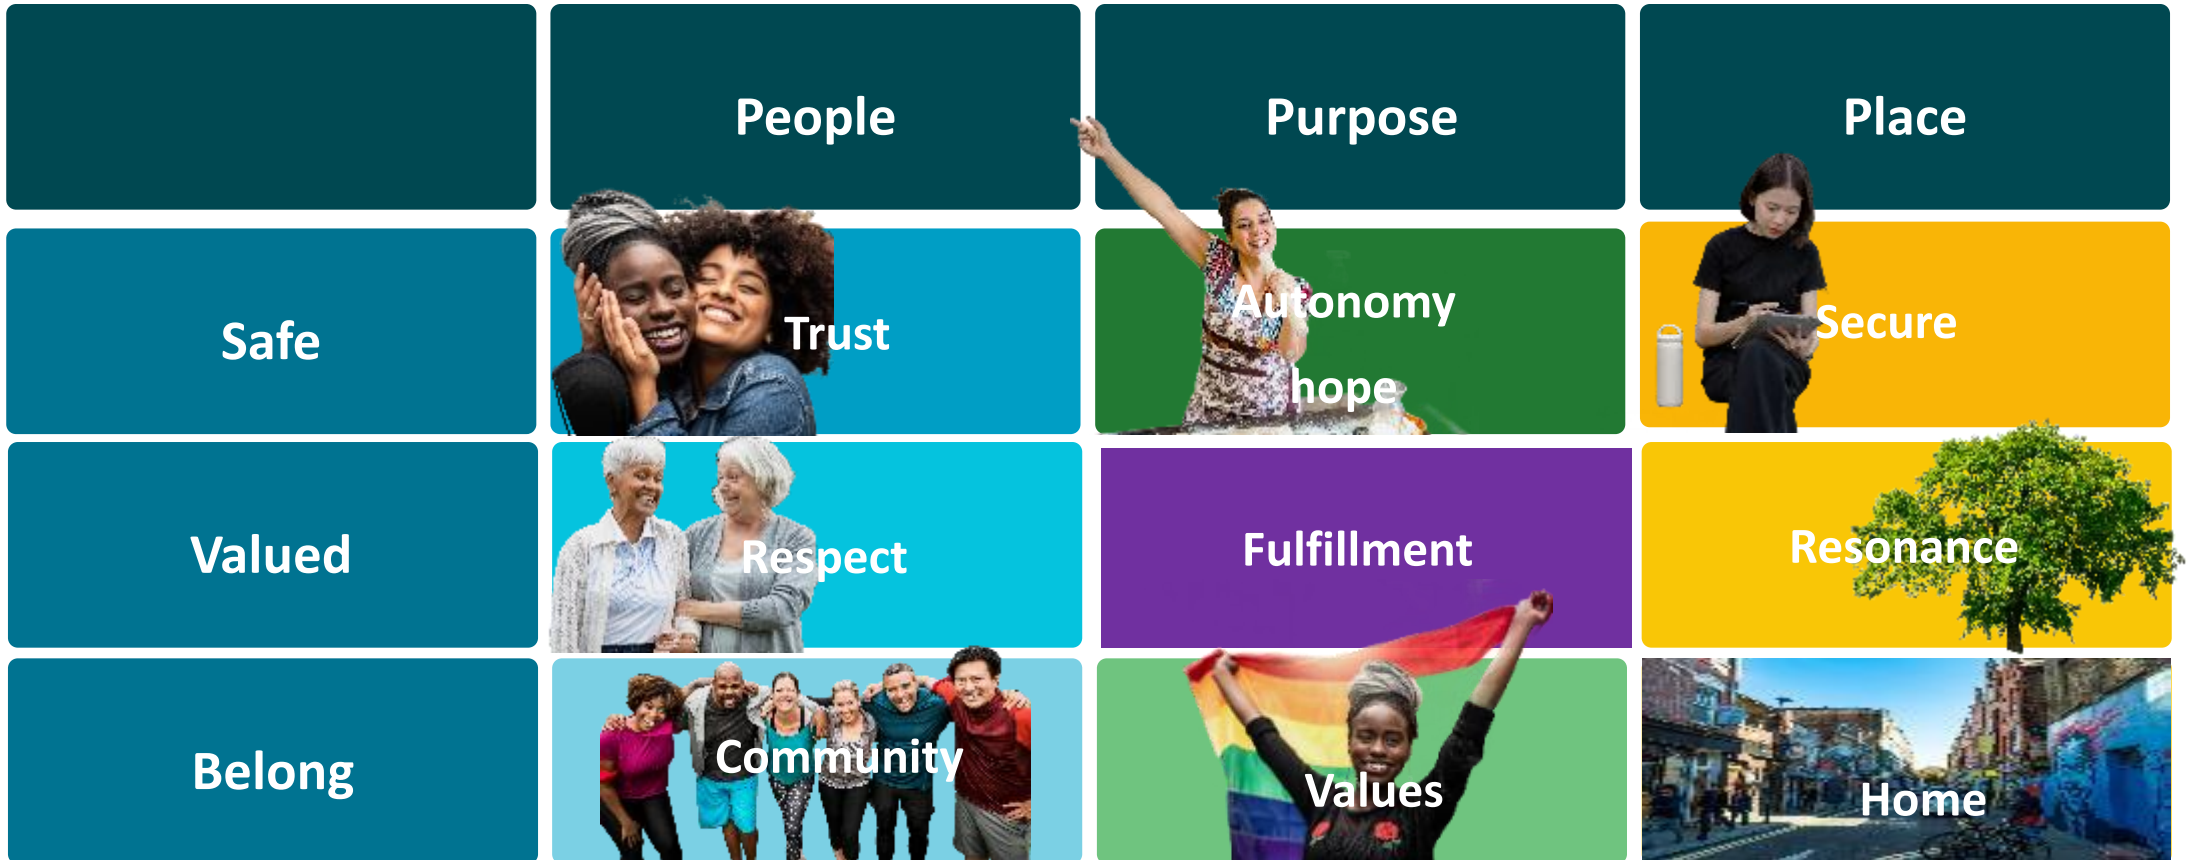 People
Purpose
Place
Safe
Trust
Autonomy
hope
Secure
Valued
Respect
Fulfillment
Resonance
Belong
Community
Values
Home